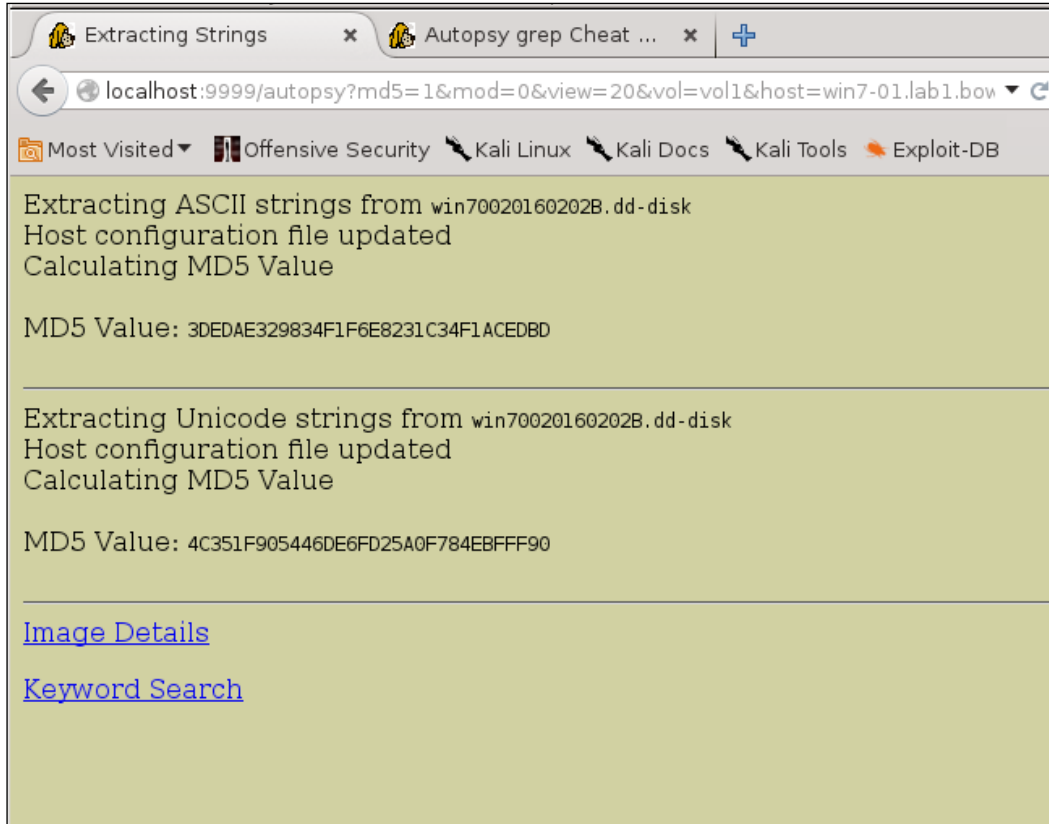 Extracting Strings
Autopsy grep Cheat ...
localhost:9999/autopsy?md5=1&mod=0&view=20&vol=vol1&host=win7-01.lab1.bow
Most Visited Offensive Security Kali Linux Kali Docs Kali Tools Exploit-DB
Extracting ASCII strings from win70020160202B.dd-disk
Host configuration file updated
Calculating MD5 Value
MD5 Value: 3DEDAE329834F1F6E8231C34F1ACEDBD
Extracting Unicode strings from win70020160202B.dd-disk
Host configuration file updated
Calculating MD5 Value
MD5 Value: 4C351F905446DE6FD25A0F784EBFFF90
Image Details
Keyword Search